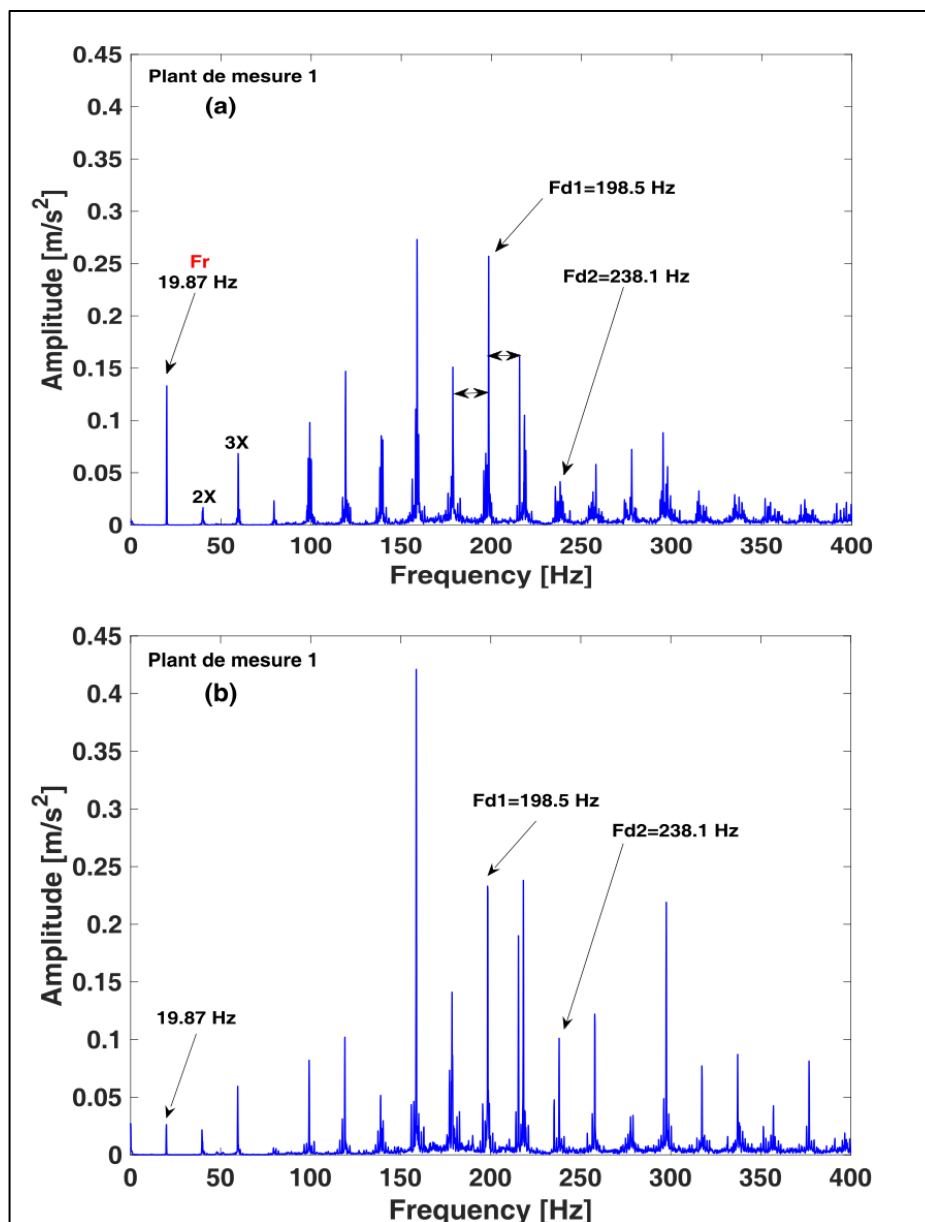 0.45
Plant de mesure 1
(a)
0.4
0.35
Fd1=198.5 Hz
0.3
Fr
19.87 Hz
Fd2=238.1 Hz
0.25
0.2
0.15
0.1
3X
0.05
2X
0
0 50 100 150 200 250 300 350 400
Amplitude [m/s²]
Frequency [Hz]
0.45
Plant de mesure 1
(b)
0.4
0.35
Fd1=198.5 Hz
0.3
Fd2=238.1 Hz
0.25
0.2
0.15
19.87 Hz
0.1
0.05
0
0 50 100 150 200 250 300 350 400
Amplitude [m/s²]
Frequency [Hz]